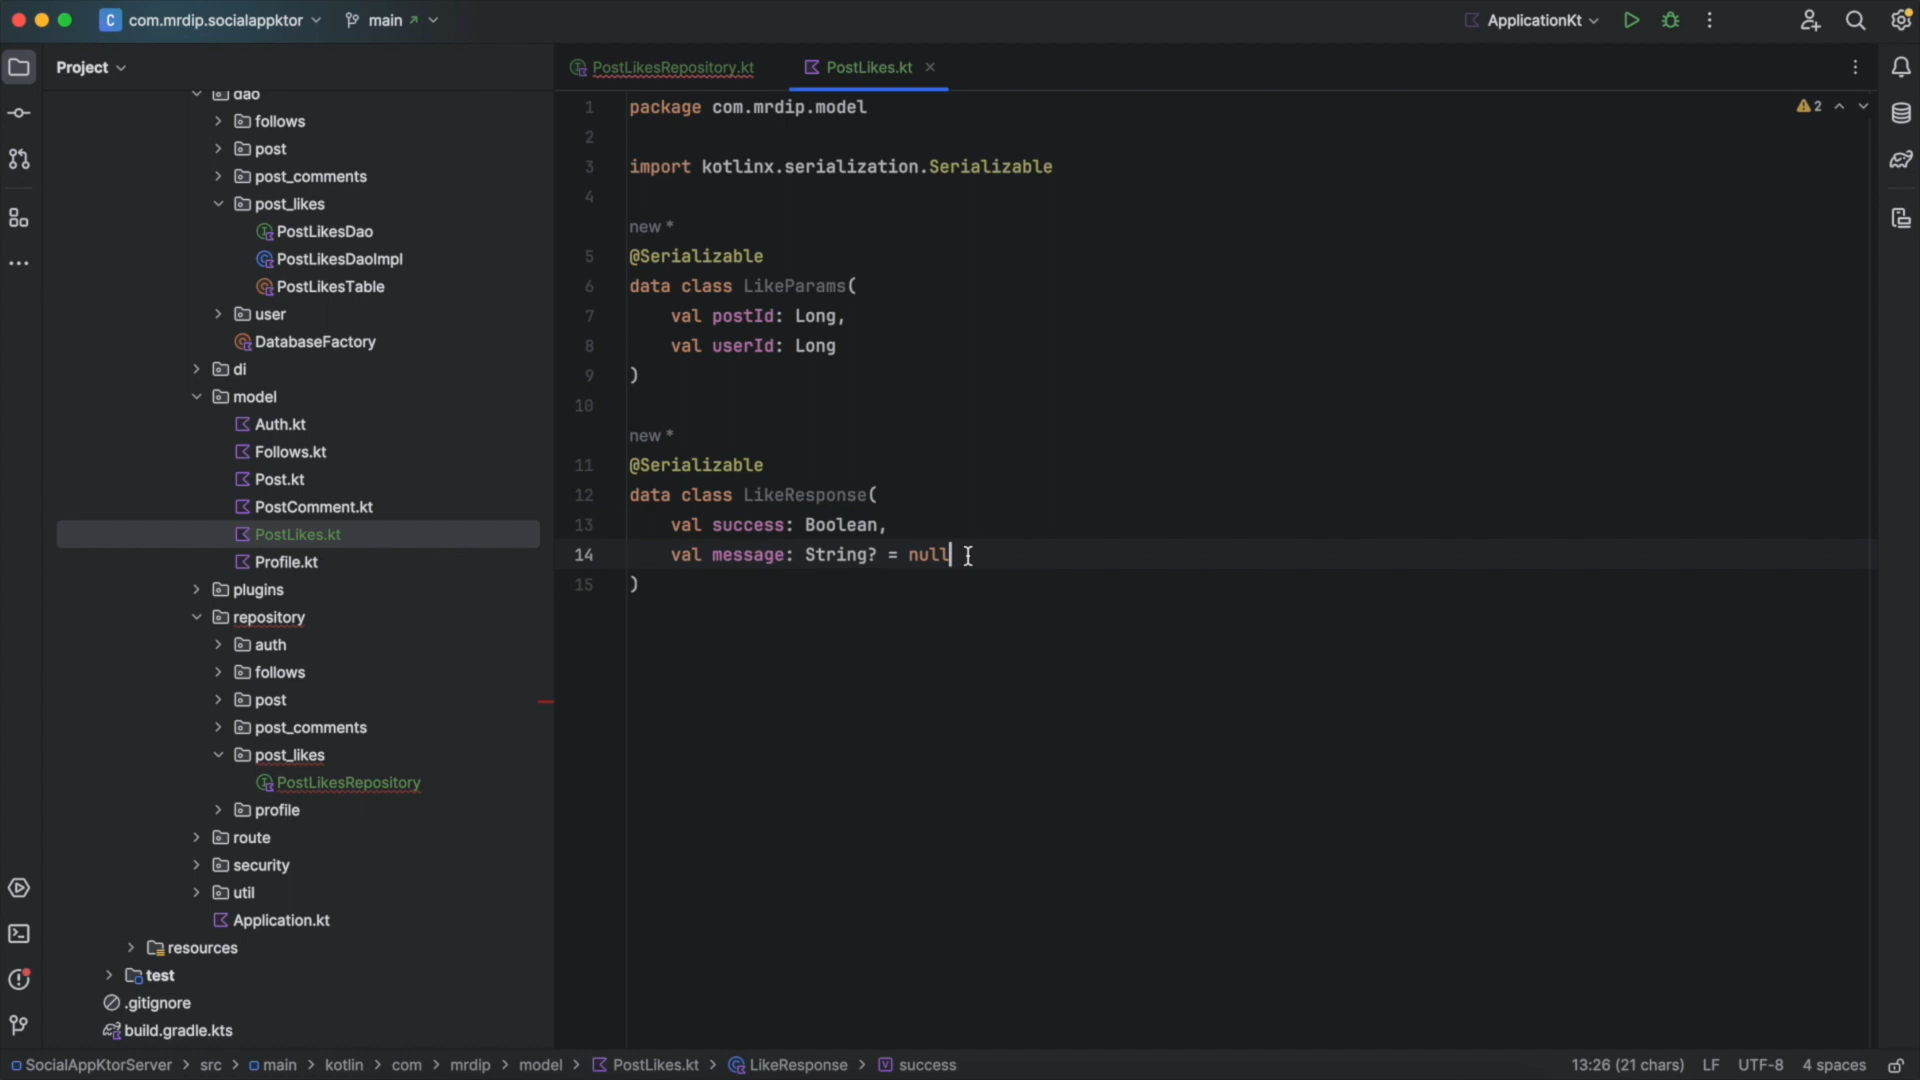 C com.mrdip.socialappktor main ApplicationKt
Project
PostLikesRepository.kt PostLikes.kt
dao
follows
post
post_comments
post_likes
PostLikesDao
PostLikesDaoImpl
PostLikesTable
user
DatabaseFactory
di
model
Auth.kt
Follows.kt
Post.kt
PostComment.kt
PostLikes.kt
Profile.kt
plugins
repository
auth
follows
post
post_comments
post_likes
PostLikesRepository
profile
route
security
util
Application.kt
resources
test
.gitignore
build.gradle.kts
1 package com.mrdip.model
2
2
3 import kotlinx.serialization.Serializable
4
new *
5 @Serializable
6 data class LikeParams(
7 val postId: Long,
8 val userId: Long
9 )
10
new *
11 @Serializable
12 data class LikeResponse(
13 val success: Boolean,
14 val message: String? = null
15 )
SocialAppKtorServer > src > main > kotlin > com > mrdip > model > PostLikes.kt > LikeResponse > success 13:26 (21 chars) LF UTF-8 4 spaces